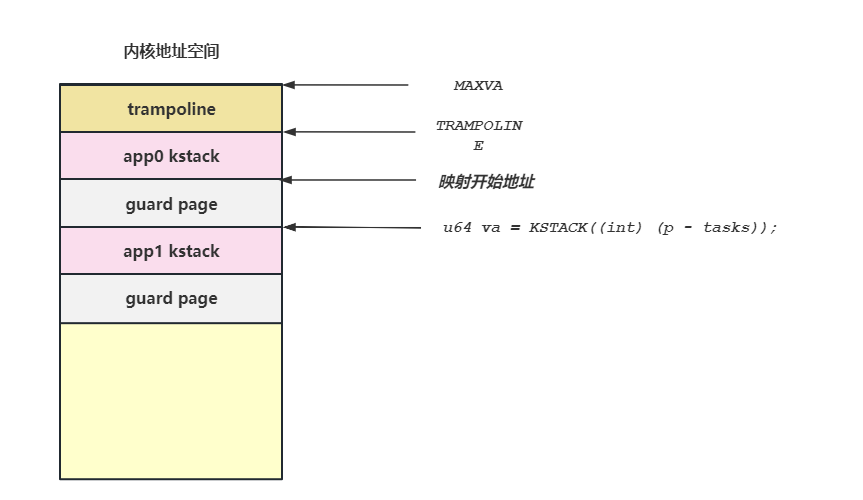 内核地址空间
MAXVA
trampoline
TRAMPOLIN
E
app0 kstack
映射开始地址
guard page
u64 va = KSTACK((int) (p - tasks));
app1 kstack
guard page